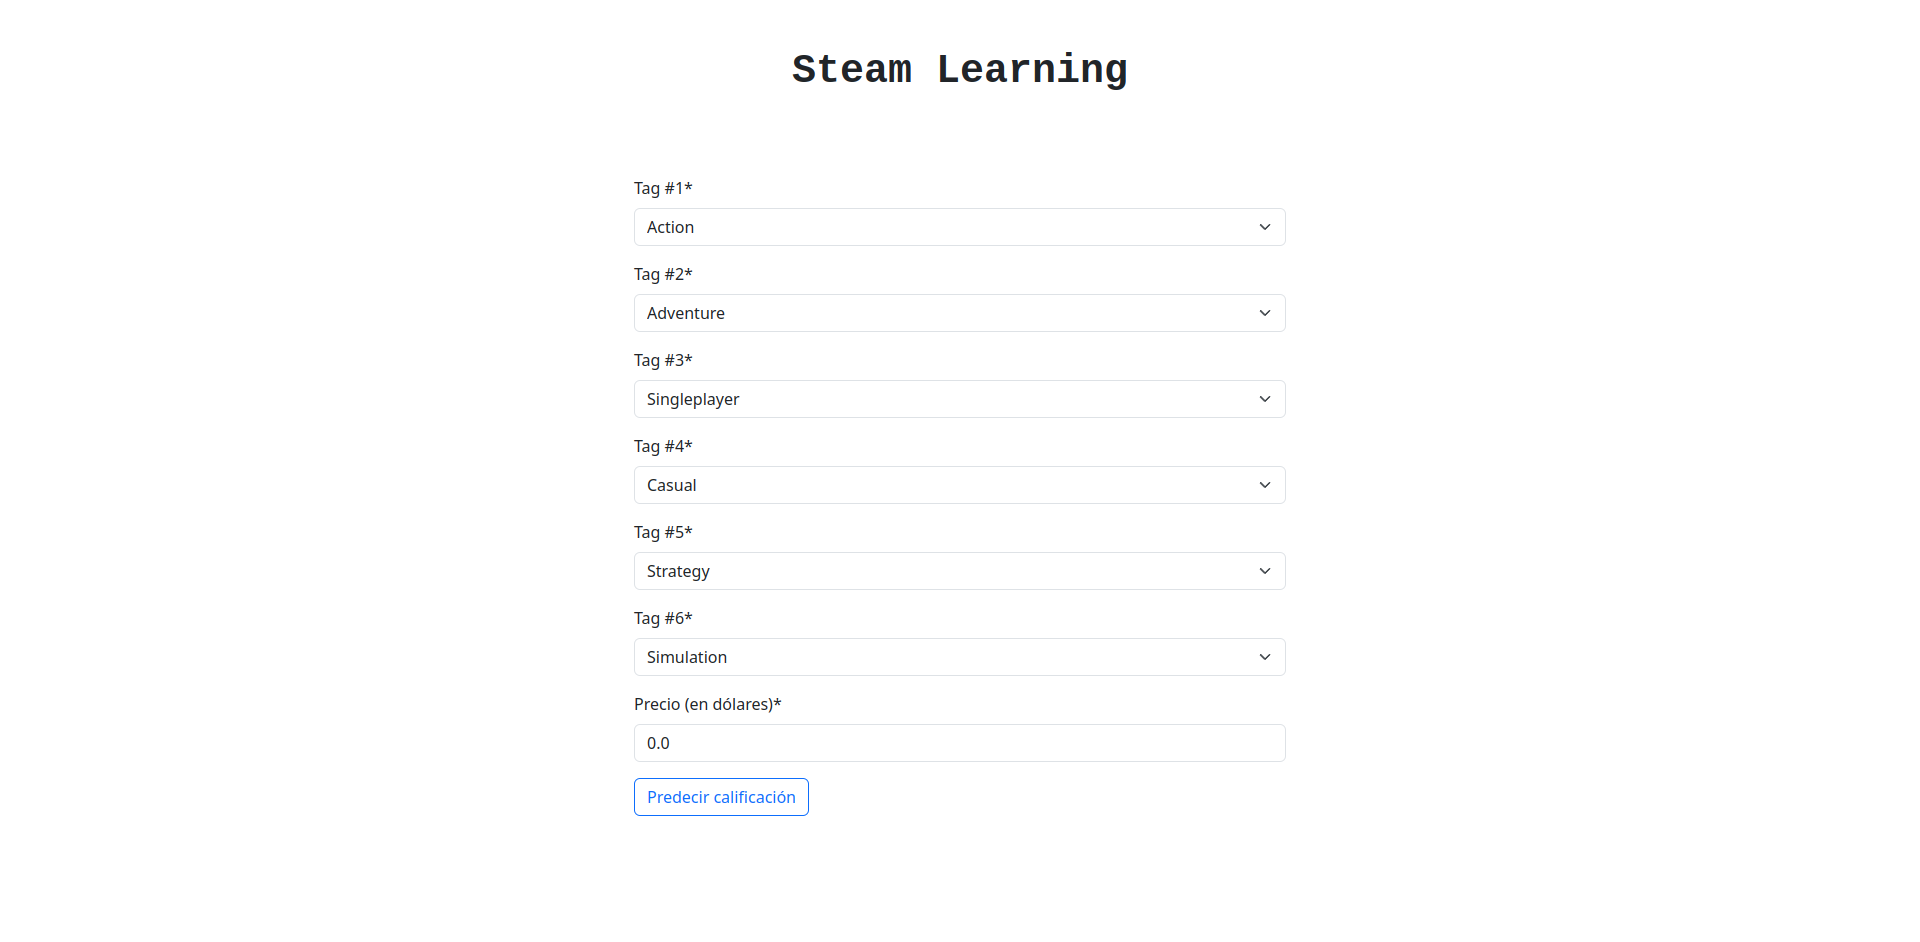 Steam Learning
Tag #1*
Action
Tag #2*
Adventure
Tag #3*
Singleplayer
Tag #4*
Casual
Tag #5*
Strategy
Tag #6*
Simulation
Precio (en dólares)*
0.0
Predecir calificación